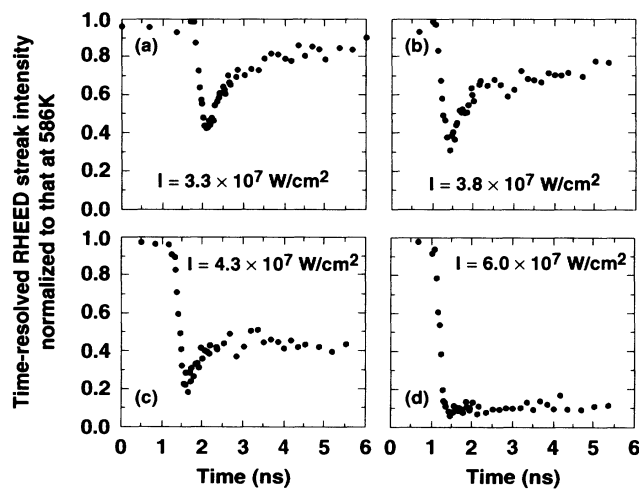 Time-resolved RHEED streak intensity
normalized to that at 586K
1.0
0.8
0.6
0.4
0.2
0.0
(a)
I = 3.3 × 10⁷ W/cm²
(b)
I = 3.8 × 10⁷ W/cm²
1.0
0.8
0.6
0.4
0.2
0.0
(c)
I = 4.3 × 10⁷ W/cm²
(d)
I = 6.0 × 10⁷ W/cm²
0 1 2 3 4 5 6
0 1 2 3 4 5 6
Time (ns)
Time (ns)